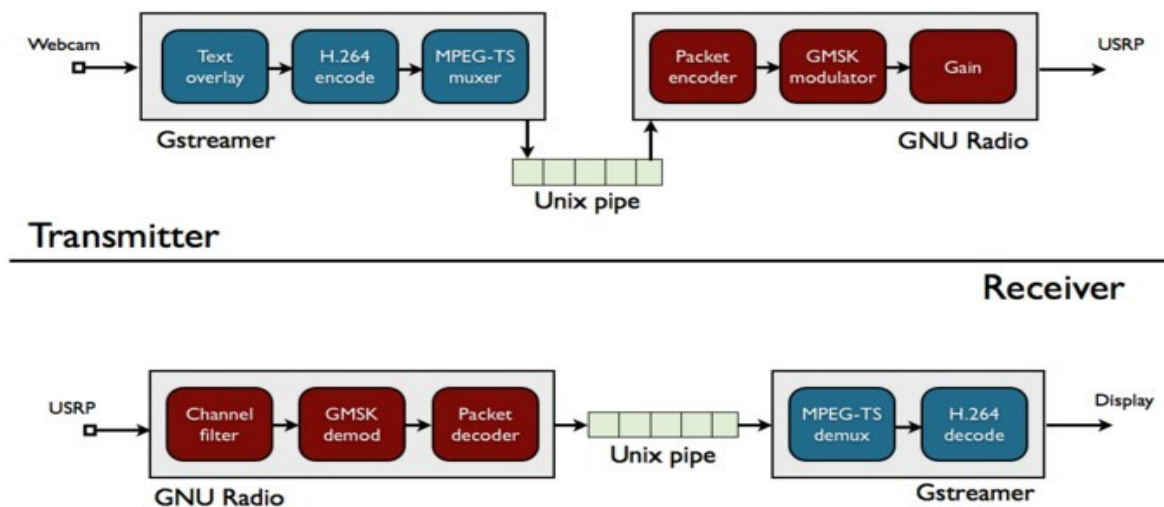 Webcam
Text
overlay
H.264
encode
MPEG-TS
muxer
Gstreamer
Unix pipe
Packet
encoder
GMSK
modulator
Gain
USRP
GNU Radio
Transmitter
Receiver
USRP
Channel
filter
GMSK
demod
Packet
decoder
GNU Radio
Unix pipe
MPEG-TS
demux
H.264
decode
Display
Gstreamer